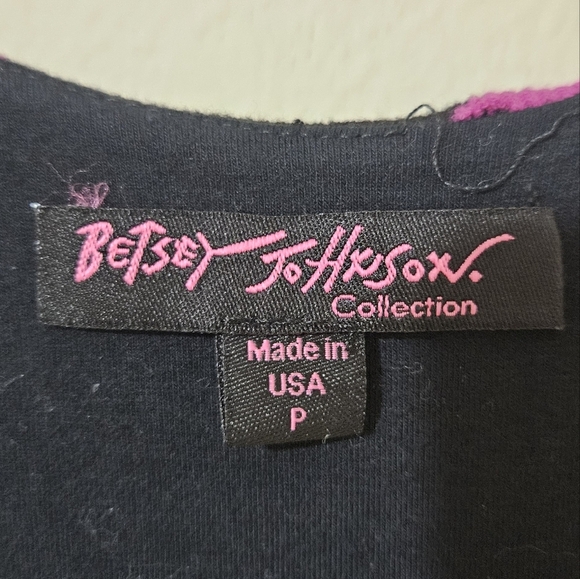 BETSEY JOHNSON.
Collection
Made in
USA
P